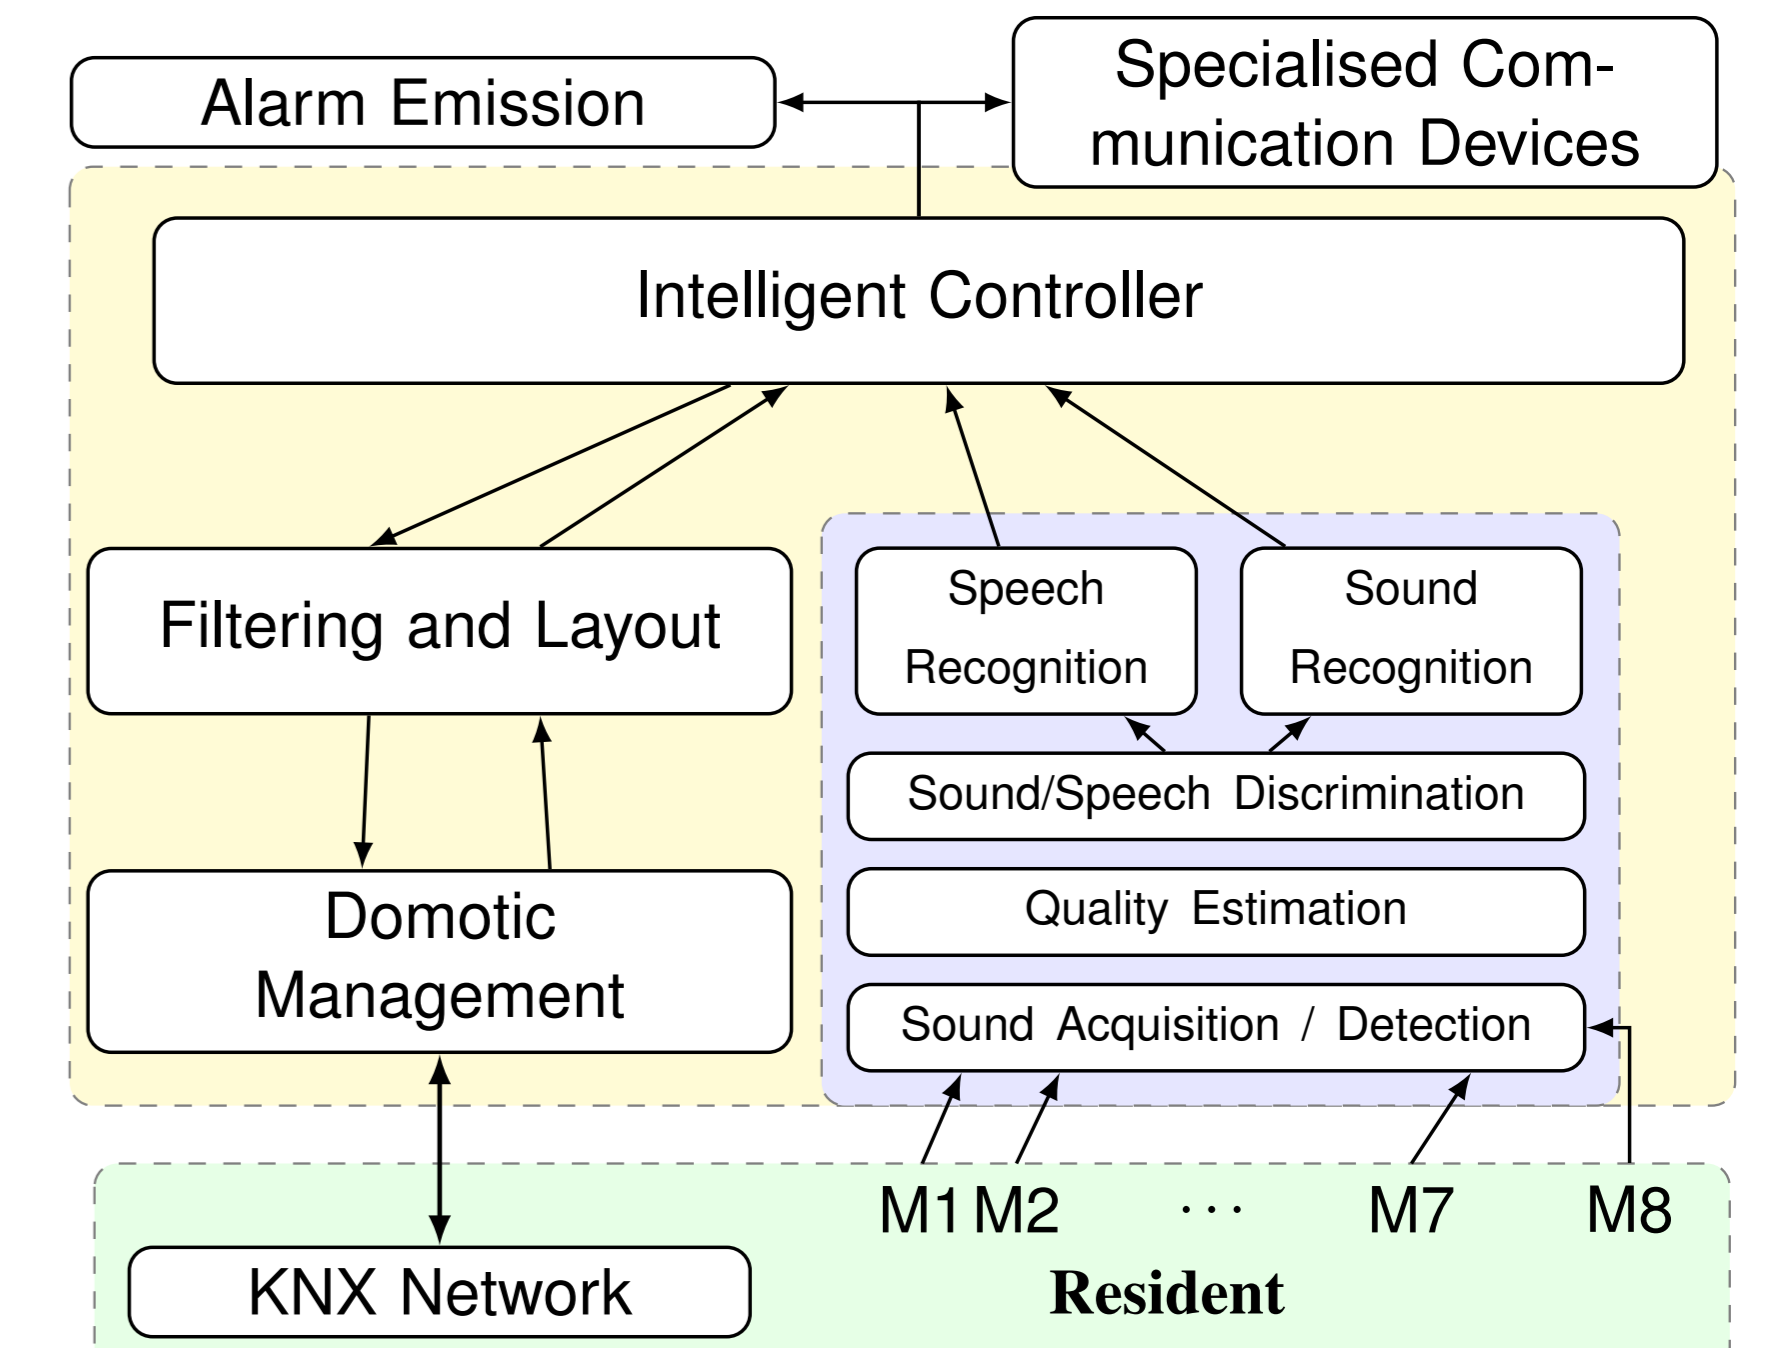 Alarm Emission
Specialised Com-
munication Devices
Intelligent Controller
Filtering and Layout
Speech
Recognition
Sound
Recognition
Sound/Speech Discrimination
Quality Estimation
Domotic
Management
Sound Acquisition / Detection
M1 M2 ··· M7 M8
KNX Network
Resident